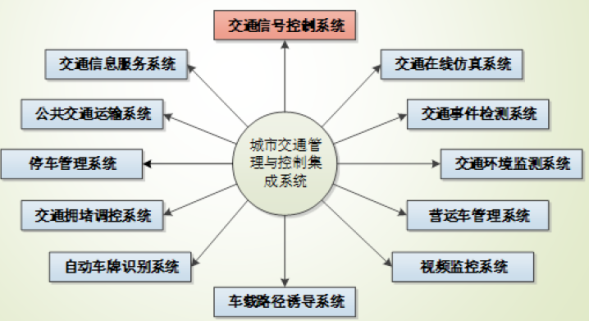 交通信号控制系统
交通信息服务系统
交通在线仿真系统
公共交通运输系统
交通事件检测系统
城市交通管
理与控制集
成系统
停车管理系统
交通环境监测系统
交通拥堵调控系统
营运车管理系统
自动车牌识别系统
视频监控系统
车载路径诱导系统